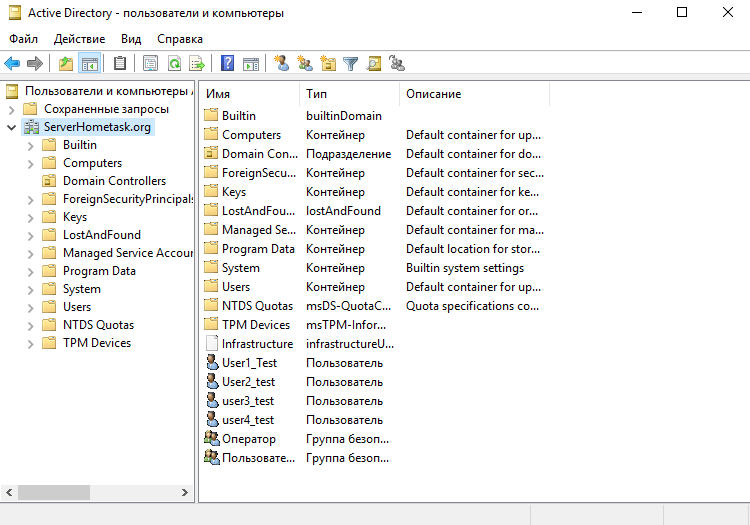 Active Directory - пользователи и компьютеры
Файл Действие Вид Справка
Пользователи и компьютеры A
Сохраненные запросы
ServerHometask.org
Builtin
Computers
Domain Controllers
ForeignSecurityPrincipals
Keys
LostAndFound
Managed Service Accour
Program Data
System
Users
NTDS Quotas
TPM Devices
Имя Тип Описание
Builtin builtinDomain
Computers Контейнер Default container for up...
Domain Con... Подразделение Default container for do...
ForeignSecu... Контейнер Default container for sec...
Keys Контейнер Default container for ke...
LostAndFou... lostAndFound Default container for or...
Managed Se... Контейнер Default container for ma...
Program Data Контейнер Default location for stor...
System Контейнер Builtin system settings
Users Контейнер Default container for up...
NTDS Quotas msDS-QuotaC... Quota specifications co...
TPM Devices msTPM-Infor...
Infrastructure infrastructureU...
User1_Test Пользователь
User2_test Пользователь
user3_test Пользователь
user4_test Пользователь
Оператор Группа безоп...
Пользовате... Группа безоп...